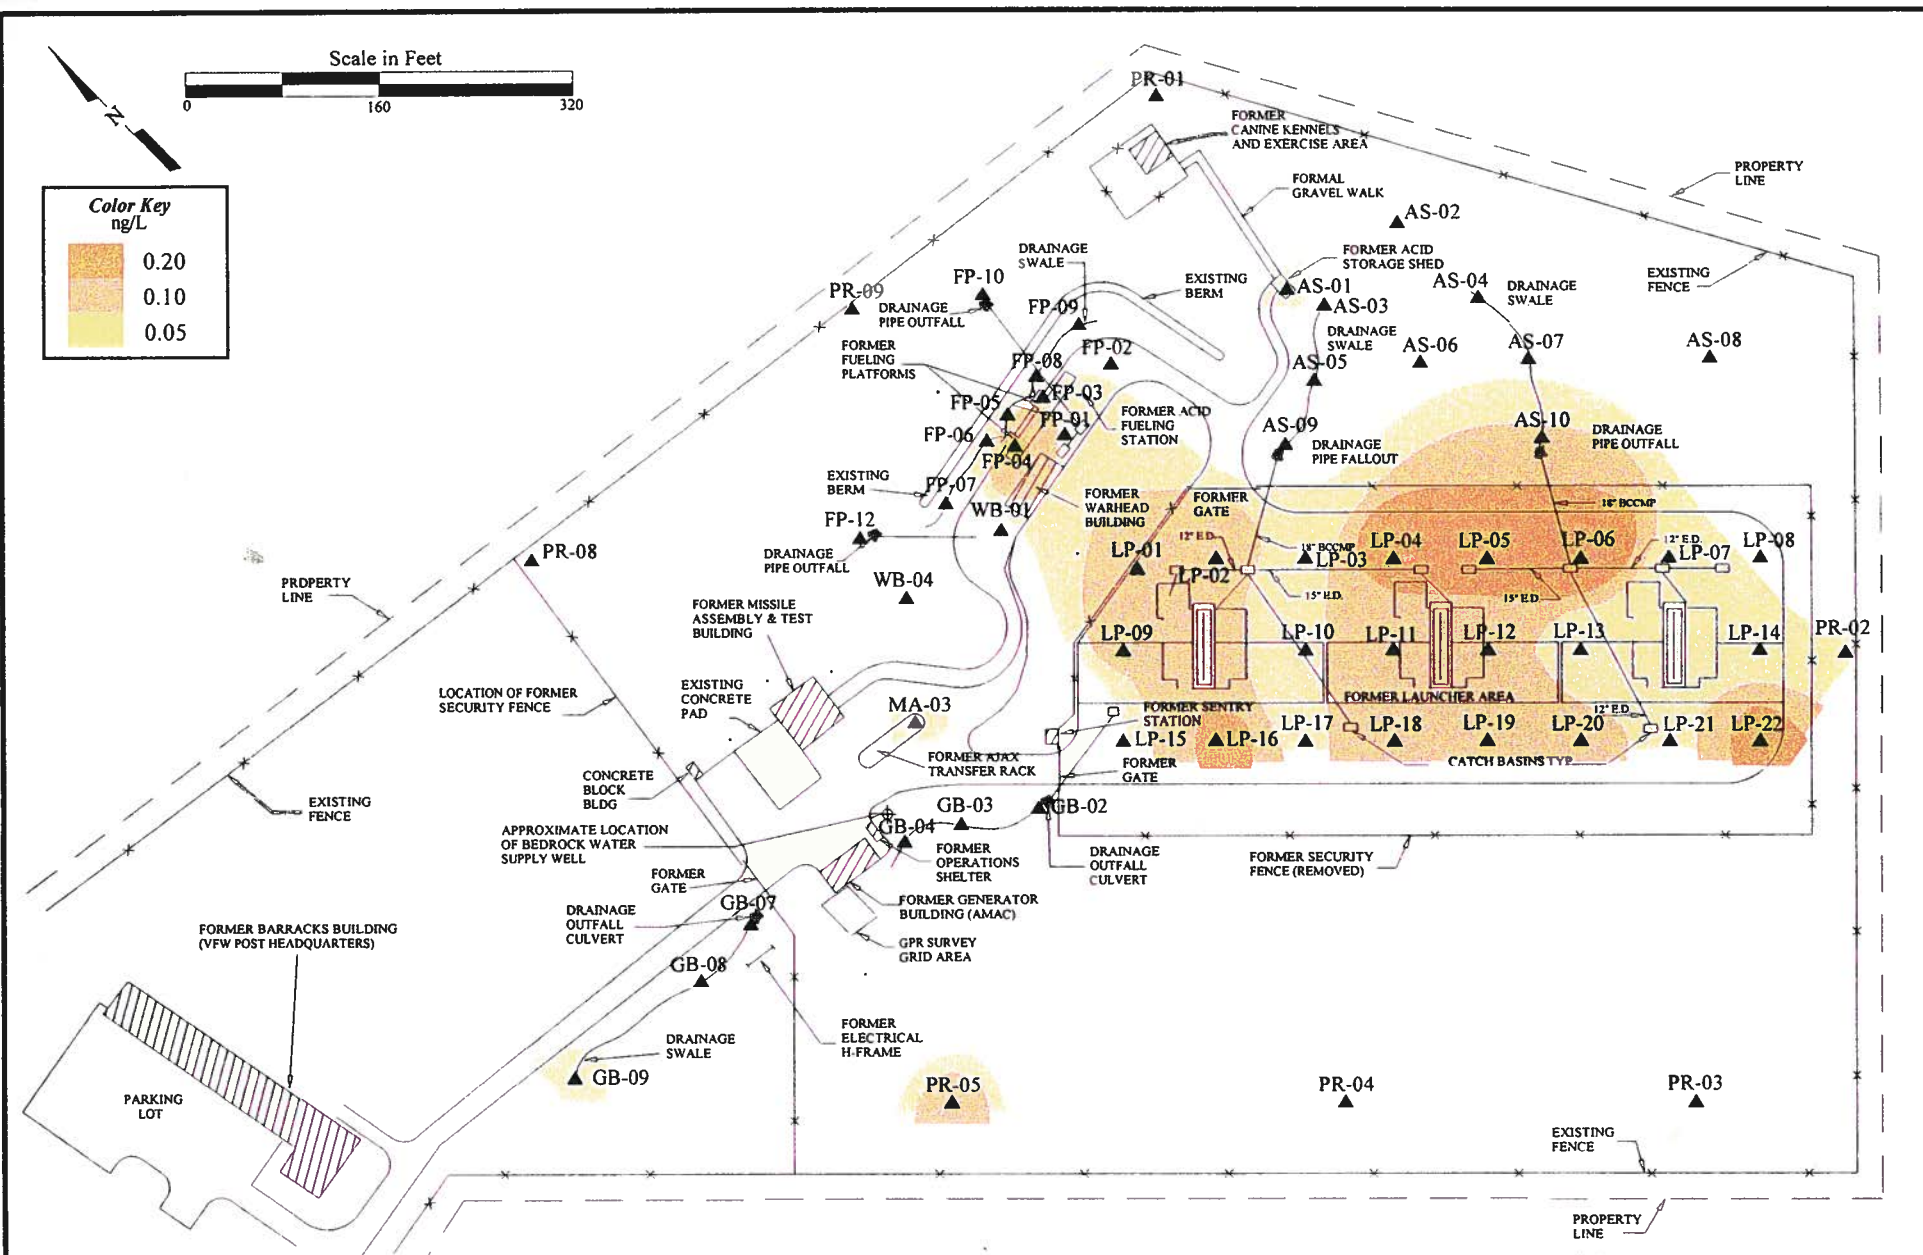 Scale in Feet
0
160
320
N
Color Key
ng/L
0.20
0.10
0.05
PR-01
FORMER
CANINE KENNELS
AND EXERCISE AREA
FORMAL
GRAVEL WALK
PROPERTY
LINE
AS-02
DRAINAGE
SWALE
FORMER ACID
STORAGE SHED
EXISTING
FENCE
FP-10
PR-09
DRAINAGE
PIPE OUTFALL
FP-09
EXISTING
BERM
AS-01
AS-03
AS-04
DRAINAGE
SWALE
FORMER
FUELING
PLATFORMS
FP-08
FP-02
DRAINAGE
SWALE
AS-05
AS-06
AS-07
AS-08
FP-05
FP-03
FP-06
FP-01
FP-04
FORMER ACID
FUELING
STATION
AS-09
DRAINAGE
PIPE FALLOUT
AS-10
DRAINAGE
PIPE OUTFALL
EXISTING
BERM
FP-07
WB-01
FORMER
WARHEAD
BUILDING
FORMER
GATE
18" BCCMP
FP-12
DRAINAGE
PIPE OUTFALL
PR-08
PROPERTY
LINE
WB-04
12" E.D.
18" BCCMP
LP-01
LP-02
LP-03
LP-04
LP-05
LP-06
12" E.D.
LP-07
LP-08
15" E.D.
15" E.D.
FORMER MISSILE
ASSEMBLY & TEST
BUILDING
LP-09
LP-10
LP-11
LP-12
LP-13
LP-14
PR-02
LOCATION OF FORMER
SECURITY FENCE
EXISTING
CONCRETE
PAD
MA-03
FORMER SENTRY
STATION
FORMER LAUNCHER AREA
12" E.D.
LP-15
LP-16
LP-17
LP-18
LP-19
LP-20
LP-21
LP-22
FORMER AJAX
TRANSFER RACK
FORMER
GATE
CATCH BASINS TYP
CONCRETE
BLOCK
BLDG
EXISTING
FENCE
GB-03
GB-02
GB-04
APPROXIMATE LOCATION
OF BEDROCK WATER
SUPPLY WELL
FORMER
OPERATIONS
SHELTER
DRAINAGE
OUTFALL
CULVERT
FORMER SECURITY
FENCE (REMOVED)
FORMER
GATE
GB-07
FORMER GENERATOR
BUILDING (AMAC)
DRAINAGE
OUTFALL
CULVERT
GPR SURVEY
GRID AREA
FORMER BARRACKS BUILDING
(VFW POST HEADQUARTERS)
GB-08
FORMER
ELECTRICAL
H-FRAME
DRAINAGE
SWALE
GB-09
PR-05
PR-04
PR-03
PARKING
LOT
EXISTING
FENCE
PROPERTY
LINE